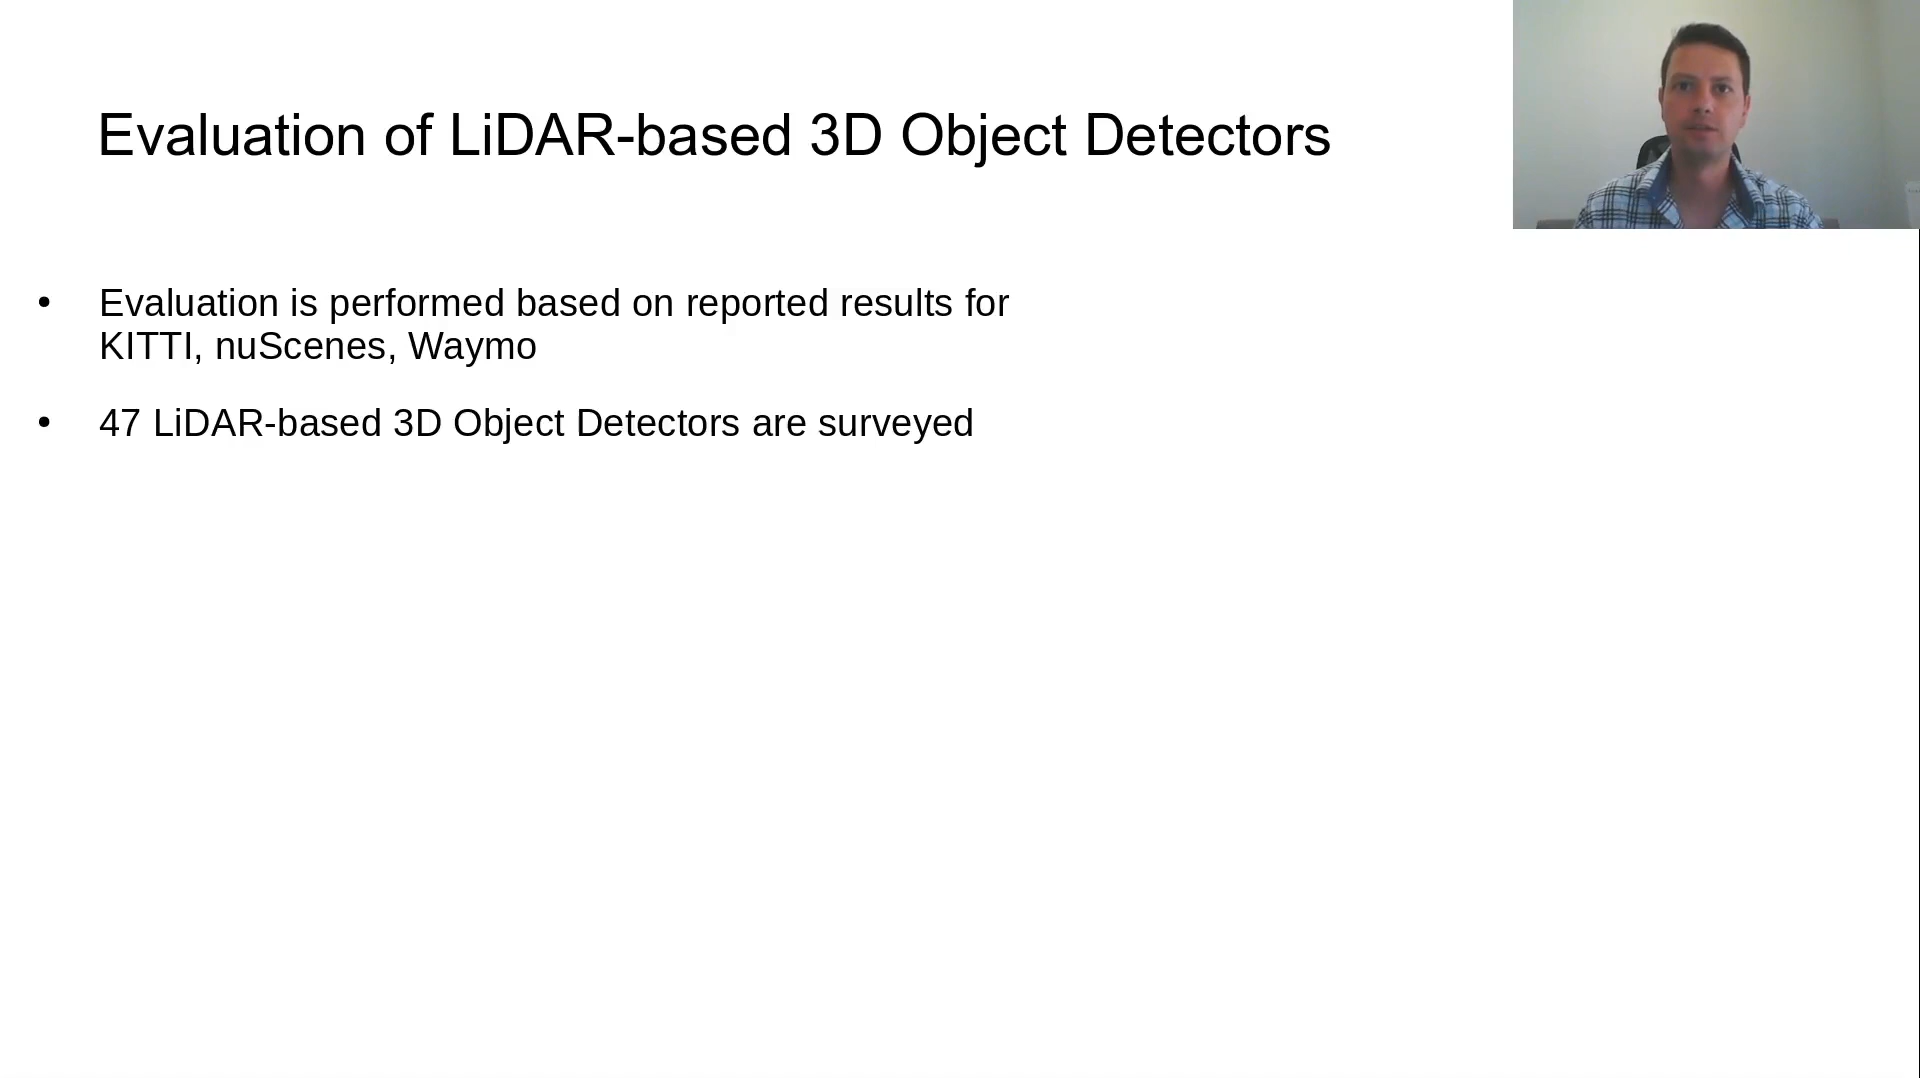 Evaluation of LiDAR-based 3D Object Detectors
• Evaluation is performed based on reported results for
KITTI, nuScenes, Waymo
• 47 LiDAR-based 3D Object Detectors are surveyed